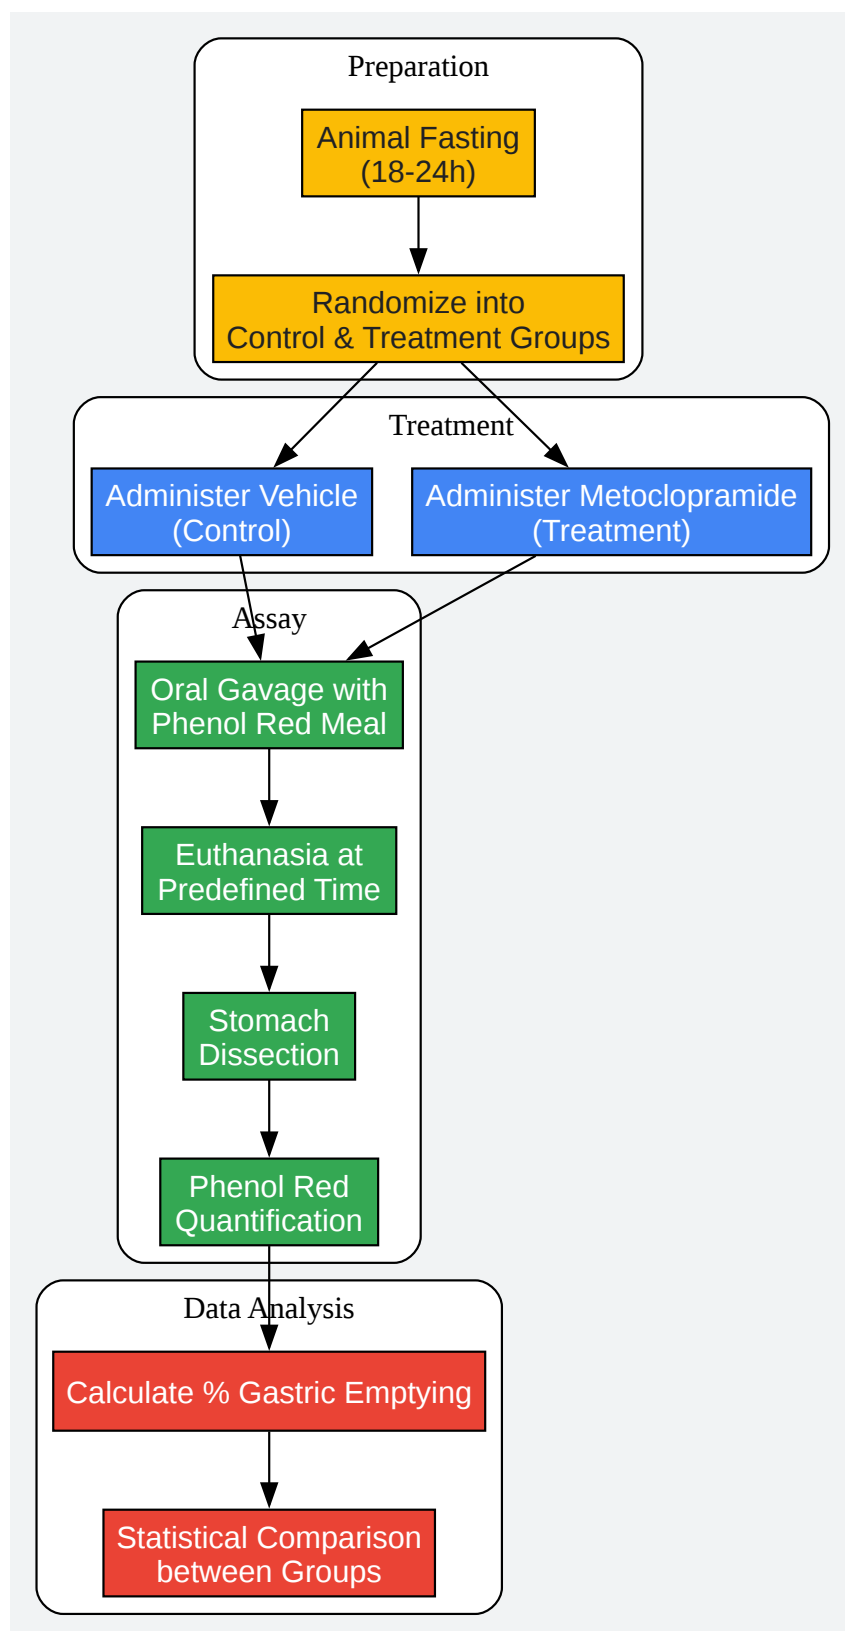 Preparation
Animal Fasting
(18-24h)
Randomize into
Control & Treatment Groups
Treatment
Administer Vehicle
(Control)
Administer Metoclopramide
(Treatment)
Assay
Oral Gavage with
Phenol Red Meal
Euthanasia at
Predefined Time
Stomach
Dissection
Phenol Red
Quantification
Data Analysis
Calculate % Gastric Emptying
Statistical Comparison
between Groups